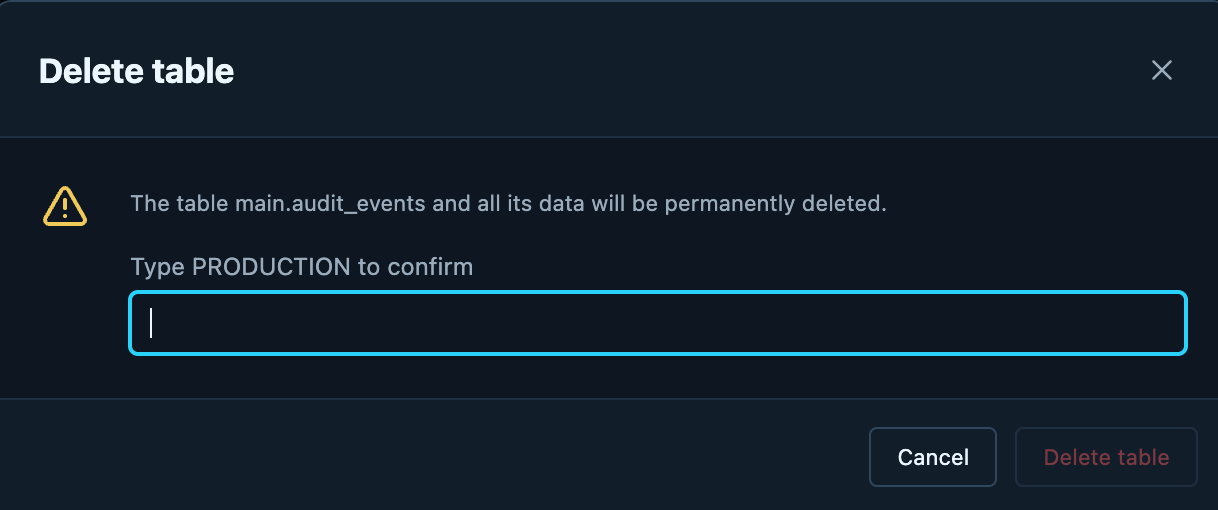 Delete table
The table main.audit_events and all its data will be permanently deleted.
Type PRODUCTION to confirm
Cancel
Delete table